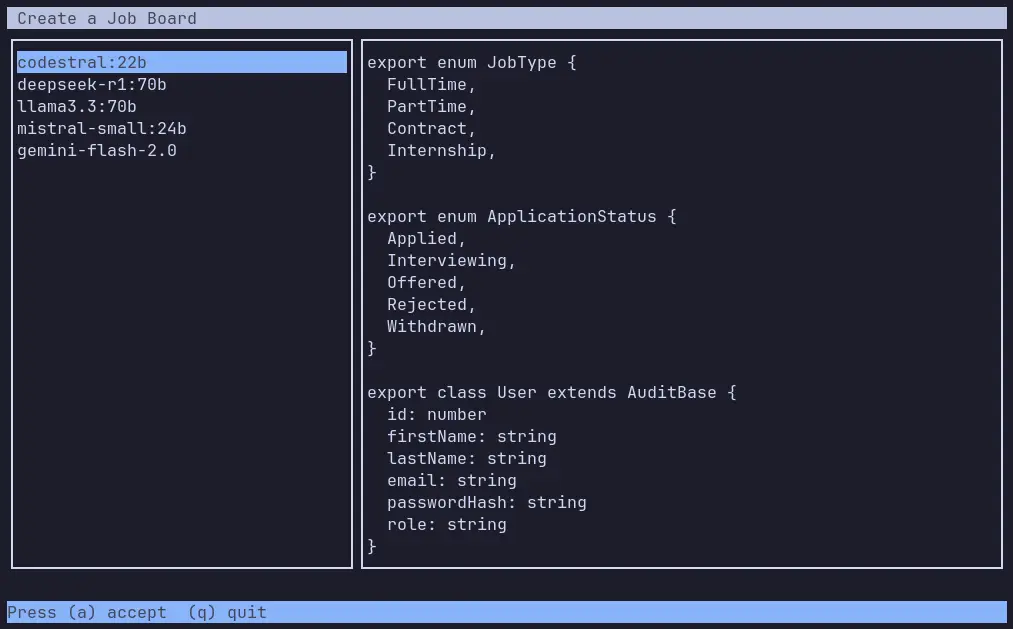 Create a Job Board
codestral:22b
deepseek-r1:70b
llama3.3:70b
mistral-small:24b
gemini-flash-2.0
export enum JobType {
  FullTime,
  PartTime,
  Contract,
  Internship,
}

export enum ApplicationStatus {
  Applied,
  Interviewing,
  Offered,
  Rejected,
  Withdrawn,
}

export class User extends AuditBase {
  id: number
  firstName: string
  lastName: string
  email: string
  passwordHash: string
  role: string
}
Press (a) accept  (q) quit